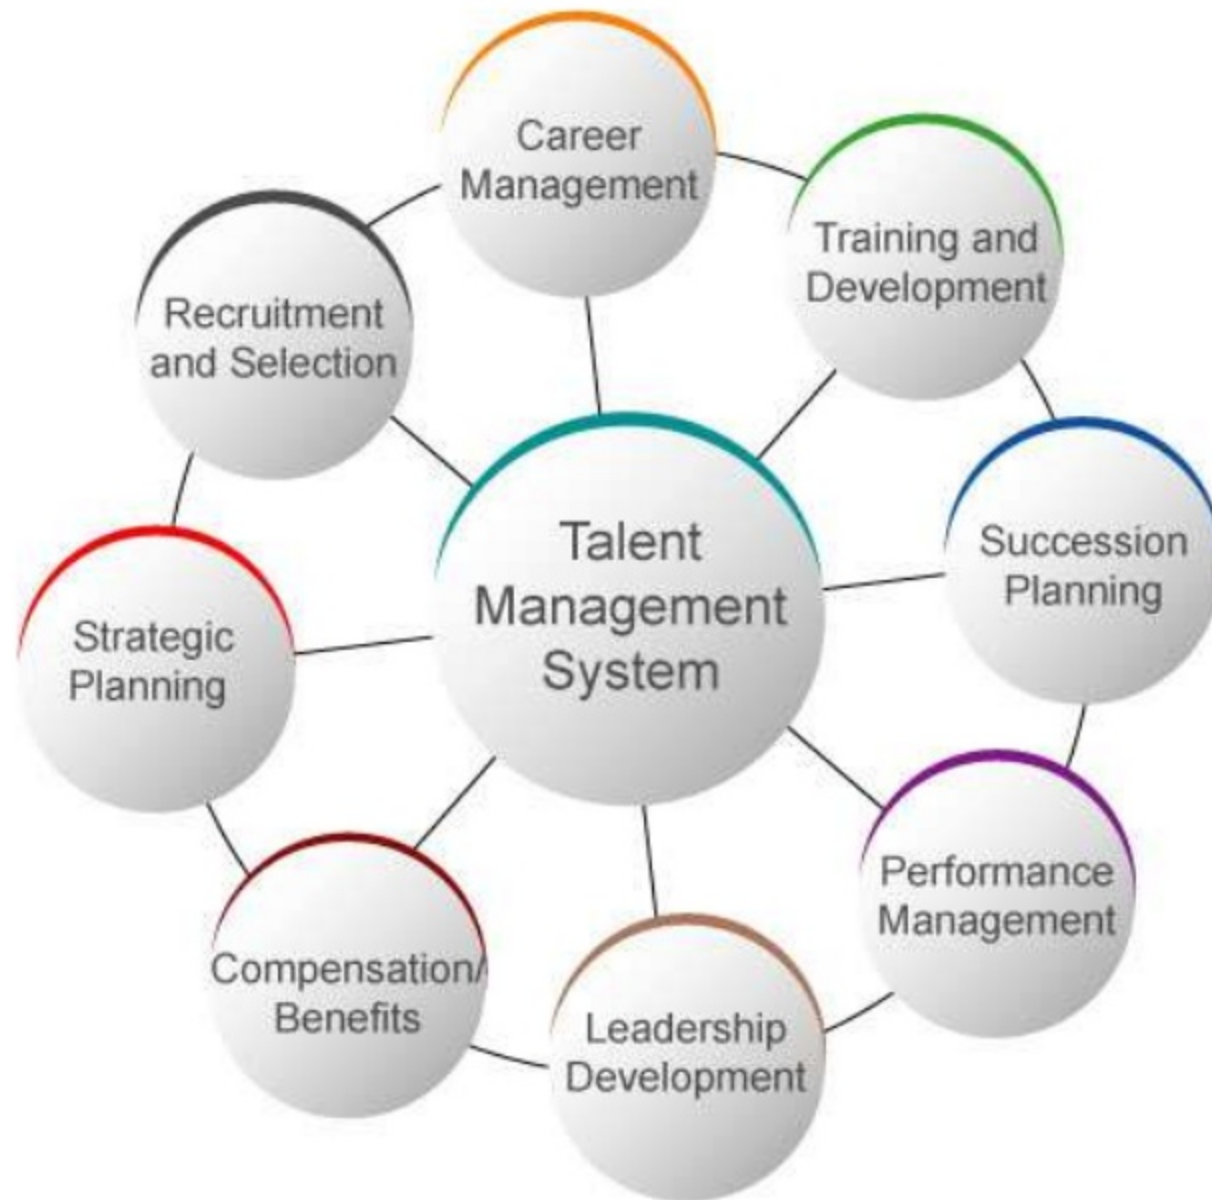 Career
Management
Training and
Development
Recruitment
and Selection
Talent
Management
System
Succession
Planning
Strategic
Planning
Performance
Management
Compensation/
Benefits
Leadership
Development